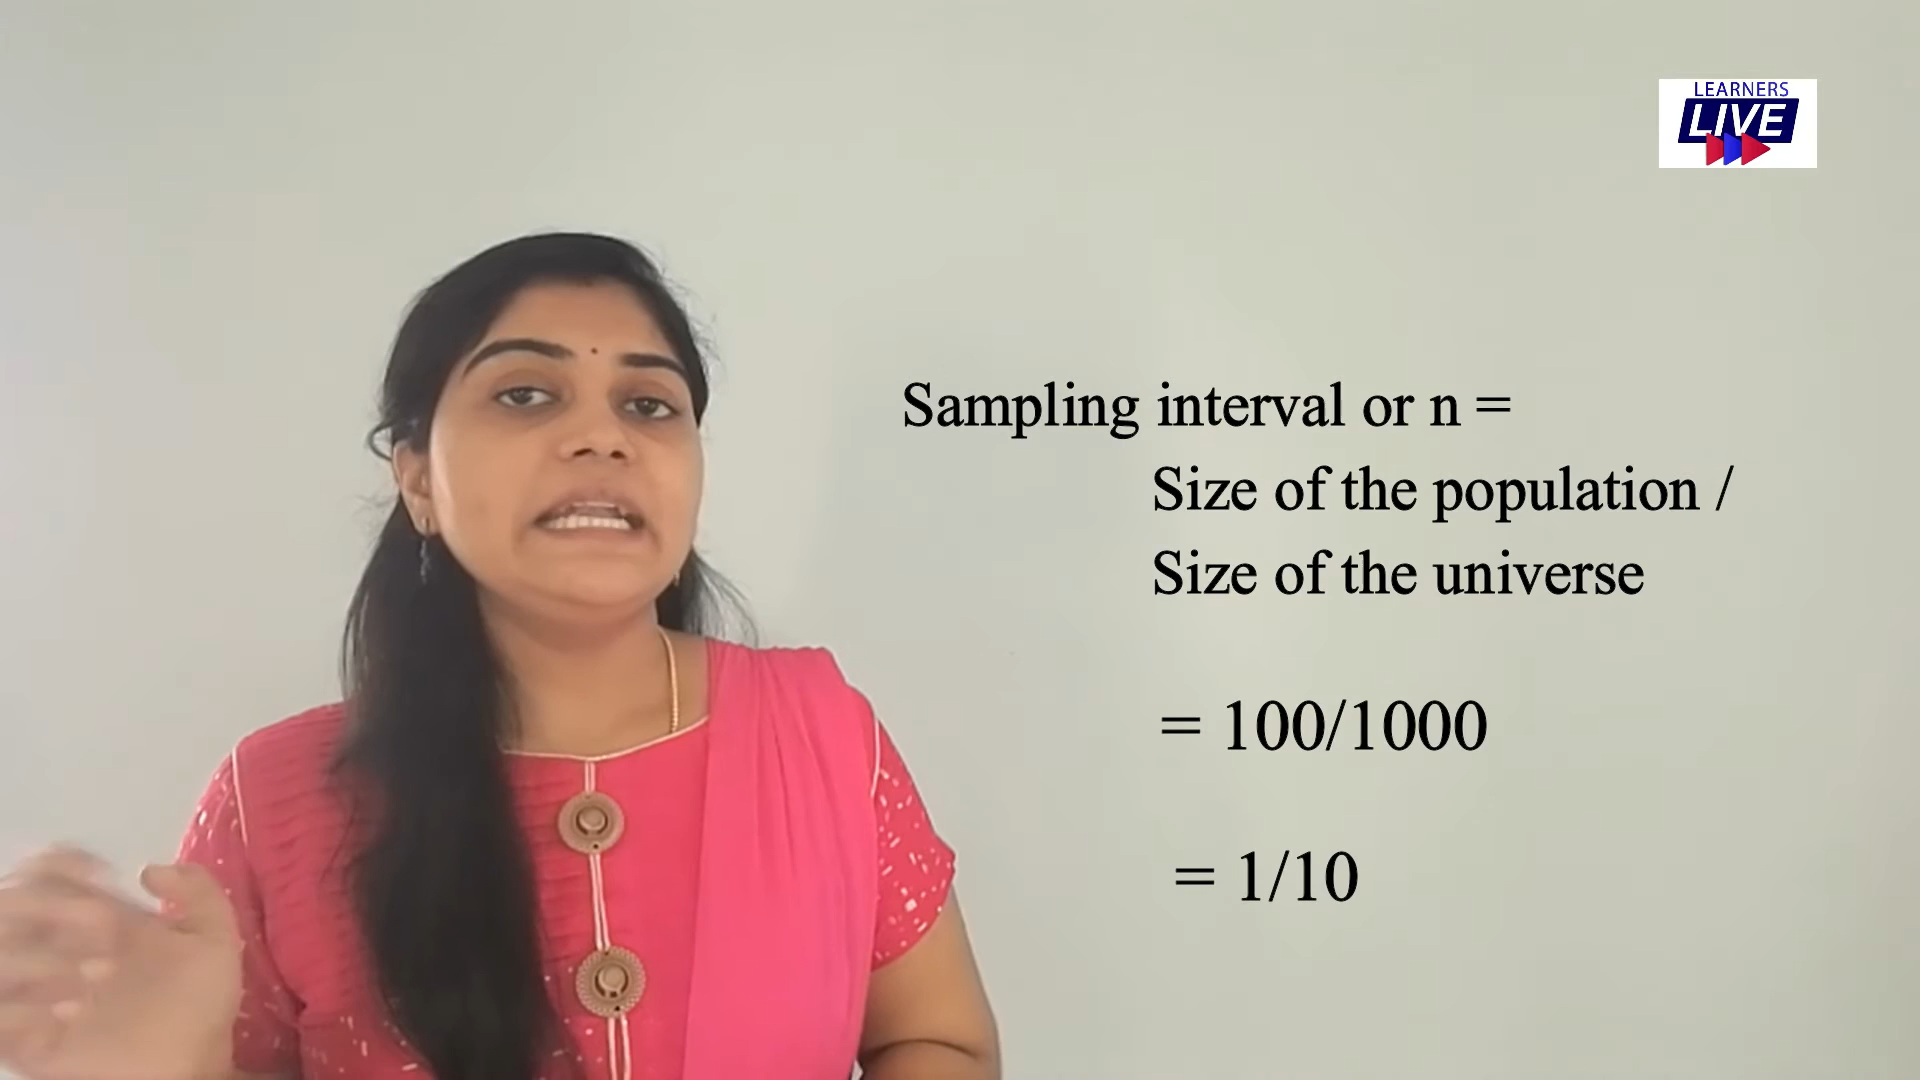 LEARNERS
LIVE
Sampling interval or n =
Size of the population /
Size of the universe
= 100/1000
= 1/10